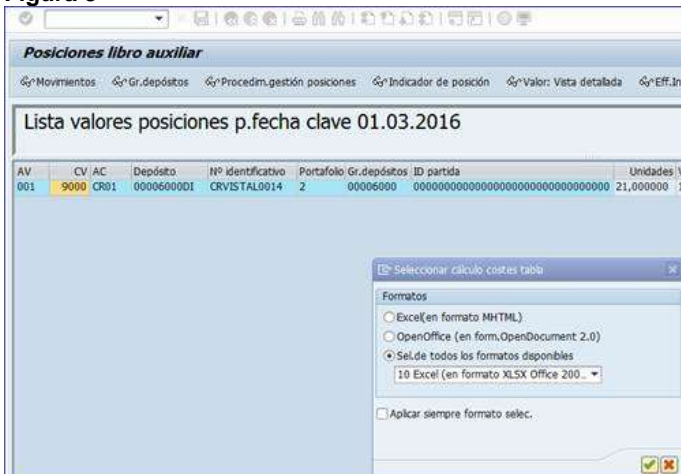 Posiciones libro auxiliar
Movimientos Gr.depósitos Procedim.gestión posiciones Indicador de posición Valor: Vista detallada Eff.In
Lista valores posiciones p.fecha clave 01.03.2016
AV CV AC Depósito Nº identificativo Portafolio Gr.depósitos ID partida Unidades
001 9000 CR01 00006000DI CRVISTAL0014 2 00006000 21,000000
Seleccionar cálculo costes tabla
Formatos
Excel(en formato MHTML)
OpenOffice (en form.OpenDocument 2.0)
Sel.de todos los formatos disponibles
10 Excel (en formato XLSX Office 200..
Aplicar siempre formato selec.